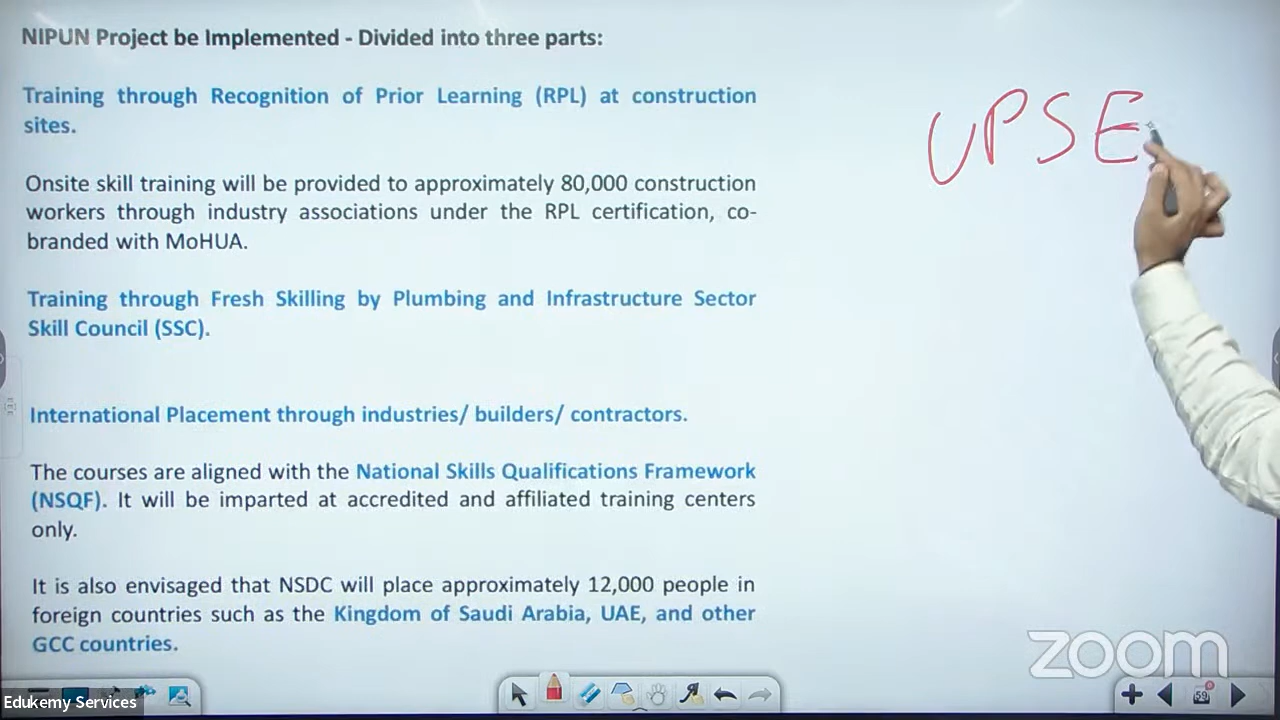 NIPUN Project be Implemented - Divided into three parts:
Training through Recognition of Prior Learning (RPL) at construction
sites.
Onsite skill training will be provided to approximately 80,000 construction
workers through industry associations under the RPL certification, co-
branded with MoHUA.
Training through Fresh Skilling by Plumbing and Infrastructure Sector
Skill Council (SSC).
International Placement through industries/ builders/ contractors.
The courses are aligned with the National Skills Qualifications Framework
(NSQF). It will be imparted at accredited and affiliated training centers
only.
It is also envisaged that NSDC will place approximately 12,000 people in
foreign countries such as the Kingdom of Saudi Arabia, UAE, and other
GCC countries.
UPSE
zoom
59
Edukemy Services